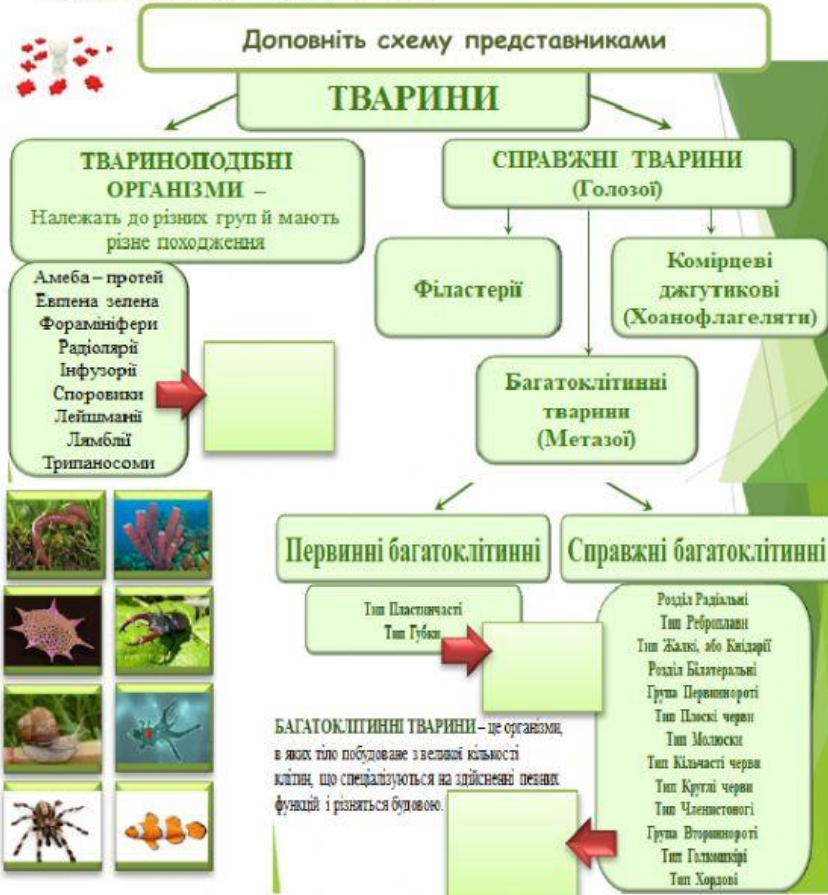 Доповніть схему представниками
ТВАРИНИ
ТВАРИНОПОДІБНІ
ОРГАНІЗМИ –
Належать до різних груп й мають
різне походження
Амеба – протей
Евглена зелена
Форамініфери
Радіолярії
Інфузорії
Споровики
Лейшманії
Лямблії
Трипаносоми
СПРАВЖНІ ТВАРИНИ
(Голозої)
Філастерії
Комірцеві
джгутикові
(Хоанофлагеляти)
Багатоклітинні
тварини
(Метазої)
Первинні багатоклітинні
Тип Пластинчасті
Тип Губки
Справжні багатоклітинні
Розділ Радіальні
Тип Реброплави
Тип Жалкі, або Кнідарії
Розділ Білатеральні
Група Первинороті
Тип Плоскі черви
Тип Молюски
Тип Кільчасті черви
Тип Круглі черви
Тип Членистоногі
Група Вторинороті
Тип Голкошкірі
Тип Хордові
БАГАТОКЛІТИННІ ТВАРИНИ – це організми,
в яких тіло побудоване з великої кількості
клітин, що спеціалізуються на здійсненні певних
функцій і різняться будовою.